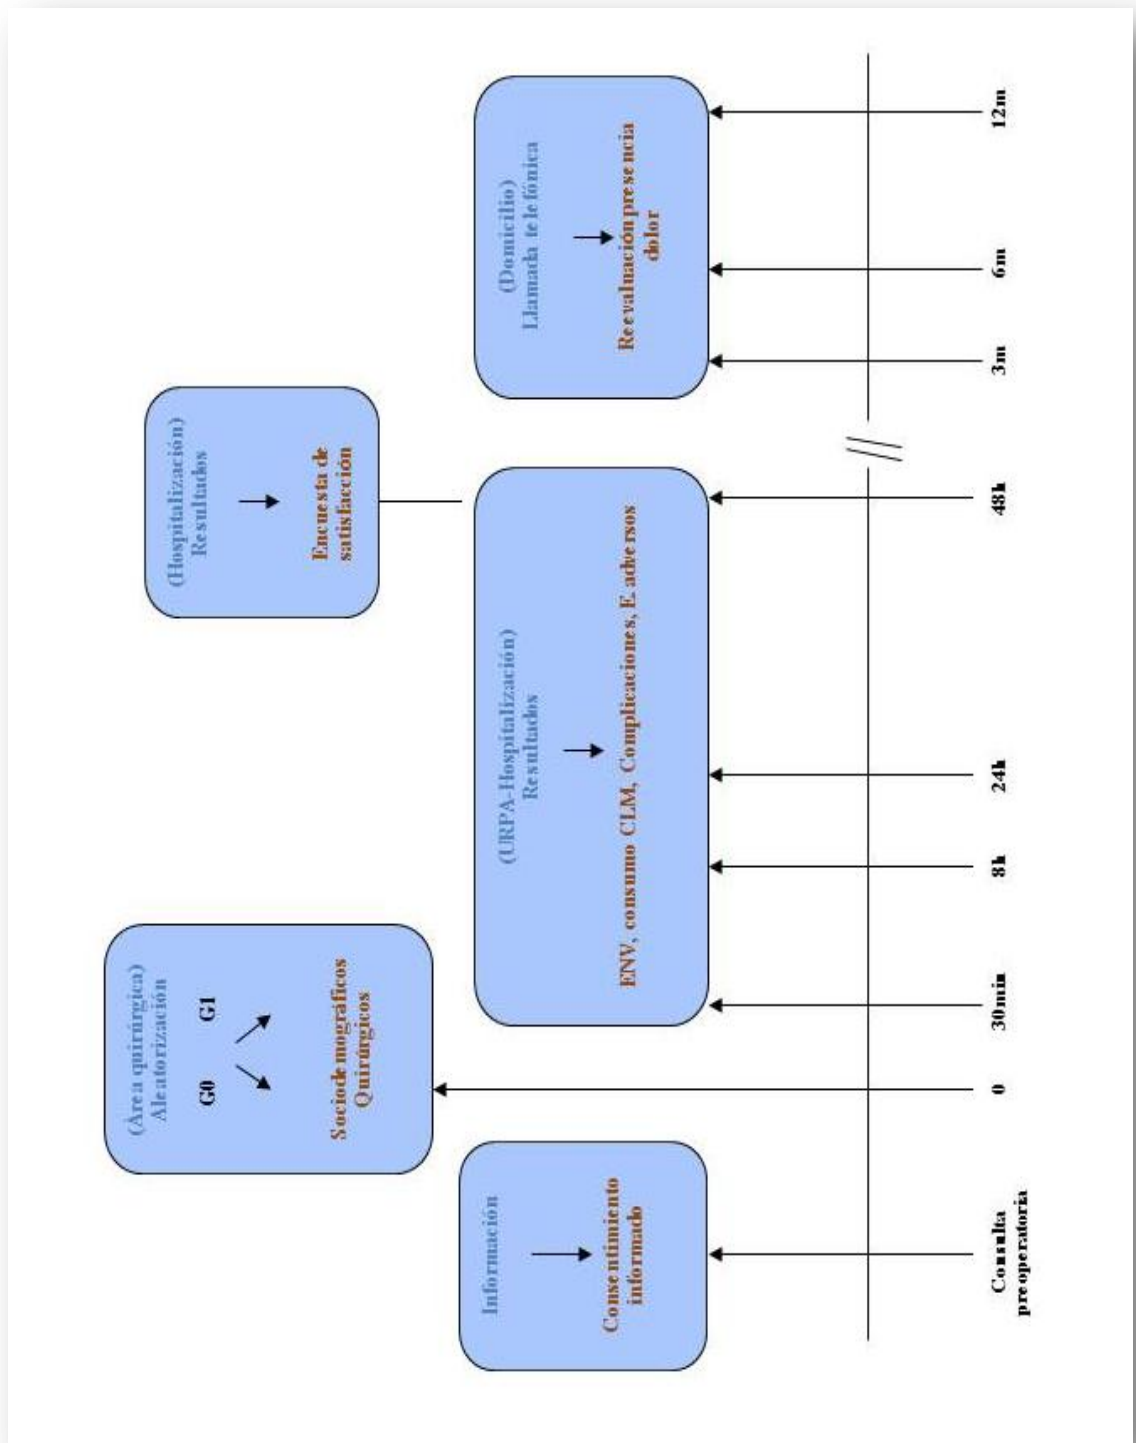 Información
Consentimiento
informado
(Àrea quirúrgica)
Aleatorización
G0 G1
Sociodemográficos
Quirúrgicos
(URPA-Hospitalización)
Resultados
ENV, consumo CLM, Complicaciones, E. adversos
(Hospitalización)
Resultados
Encuesta de
satisfacción
(Domicilio)
Llamada telefónica
Reevaluación presencia
dolor
Consulta
preoperatoria
0
30min
8h
24h
48h
3m
6m
12m